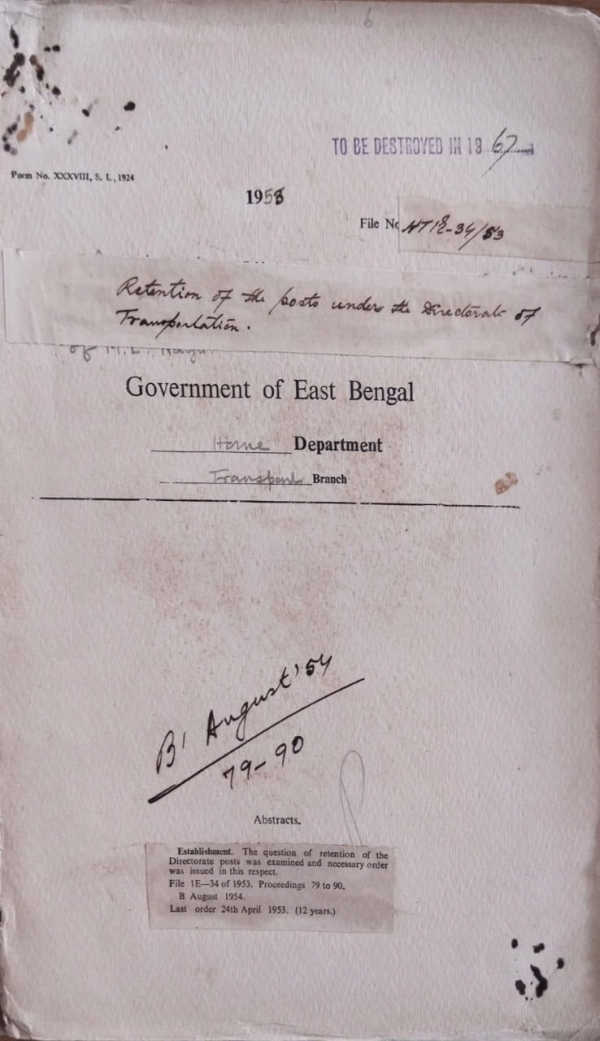 TO BE DESTROYED IN 19 67
Form No. XXXVIII, S. L., 1924
1953
File No
-34/53
Retention of the posts under the Directorate of
Transportation.
of M.L.
Government of East Bengal
Home Department
Transport Branch
B' August '54
79-90
Abstracts.
Establishment. The question of retention of the
Directorate posts was examined and necessary order
was issued in this respect.
File 1E—34 of 1953. Proceedings 79 to 90.
B August 1954.
Last order 24th April 1953. (12 years.)